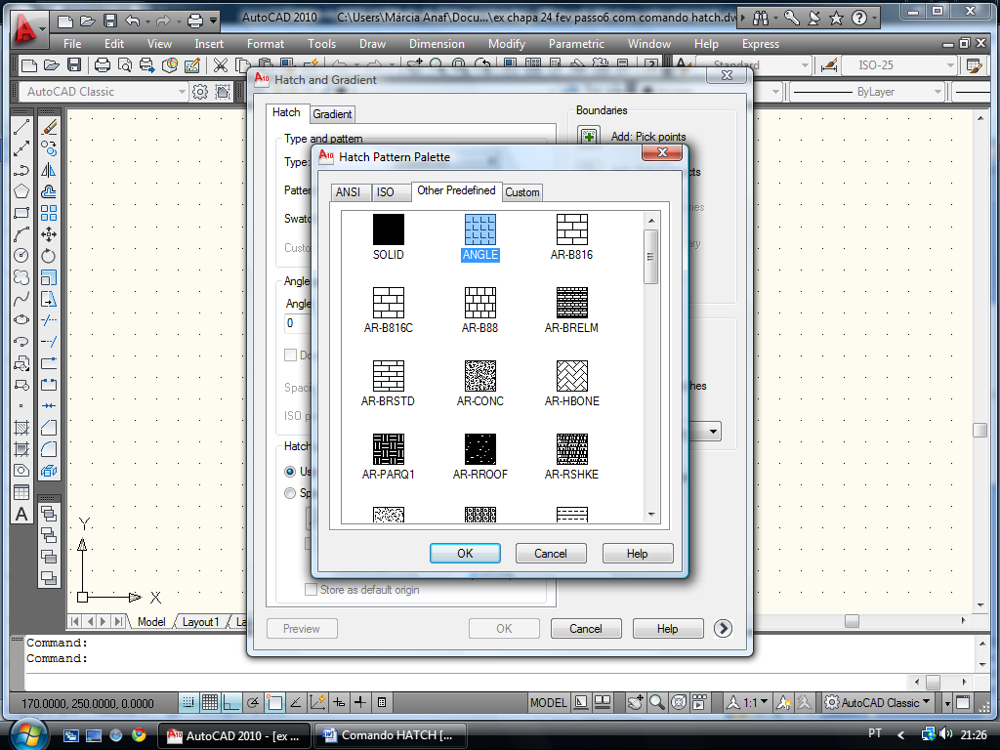 AutoCAD 2010 C:\Users\Márcia Anaf\Docu...\ex chapa 24 fev passo6 com comando hatch.dw
File Edit View Insert Format Tools Draw Dimension Modify Parametric Window Help Express
Standard ISO-25
AutoCAD Classic
ByLayer
Hatch and Gradient
Hatch Gradient
Boundaries
Type and pattern
Add: Pick points
Type:
Hatch Pattern Palette
ANSI ISO Other Predefined Custom
SOLID ANGLE AR-B816
AR-B816C AR-B88 AR-BRELM
AR-BRSTD AR-CONC AR-HBONE
AR-PARQ1 AR-RROOF AR-RSHKE
OK Cancel Help
Patter
Swatc
Custo
Angle
Angle
0
Do
Spaci
ISO p
Hatch
Us
Sp
cts
ries
ary
hes
Store as default origin
Preview OK Cancel Help
Y
X
Model Layout1 La
Command:
Command:
170.0000, 250.0000, 0.0000 MODEL 1:1 AutoCAD Classic
AutoCAD 2010 - [ex ... Comando HATCH [... PT 21:26